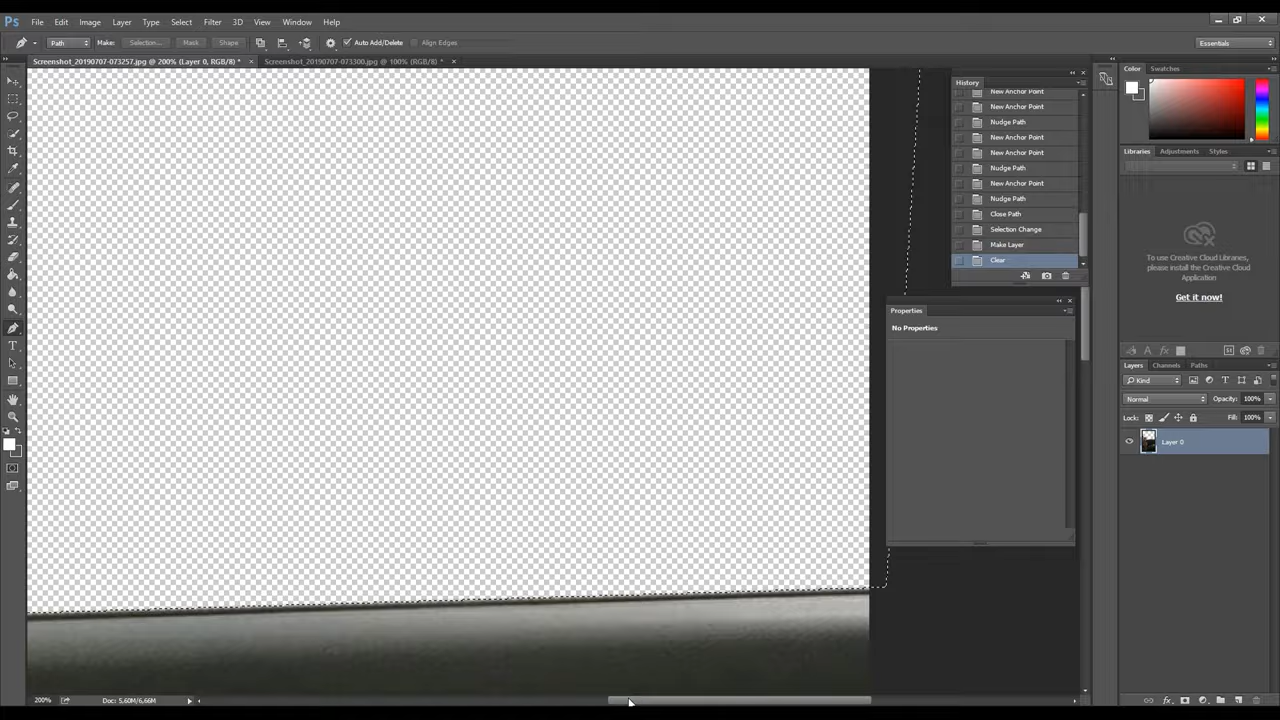 Ps File Edit Image Layer Type Select Filter 3D View Window Help
Path Make: Selection... Mask Shape Auto Add/Delete Align Edges Essentials
Screenshot_20190707-073257.jpg @ 200% (Layer 0, RGB/8) * × Screenshot_20190707-073300.jpg @ 100% (RGB/8) * ×
History
New Anchor Point
New Anchor Point
Nudge Path
New Anchor Point
New Anchor Point
Nudge Path
New Anchor Point
Nudge Path
Close Path
Selection Change
Make Layer
Clear
Properties
No Properties
Color Swatches
Libraries Adjustments Styles
To use Creative Cloud Libraries,
please install the Creative Cloud
Application
Get it now!
Layers Channels Paths
Kind
Normal Opacity: 100%
Lock: Fill: 100%
Layer 0
200% Doc: 5,60M/6,66M